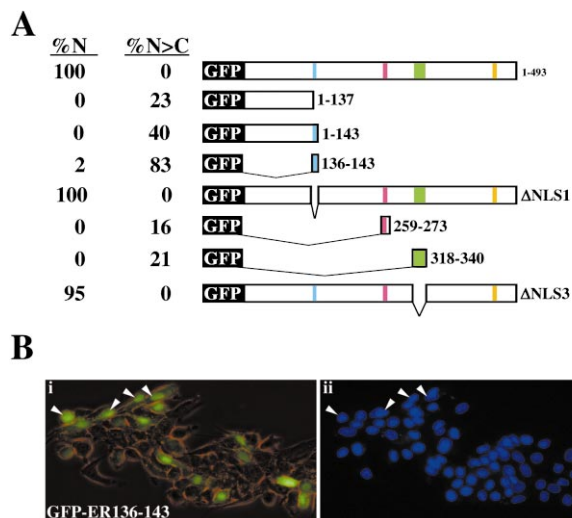 A
%N %N>C
100 0 GFP 1-493
0 23 GFP 1-137
0 40 GFP 1-143
2 83 GFP 136-143
100 0 GFP ΔNLS1
0 16 GFP 259-273
0 21 GFP 318-340
95 0 GFP ΔNLS3
B
i ii
GFP-ER136-143